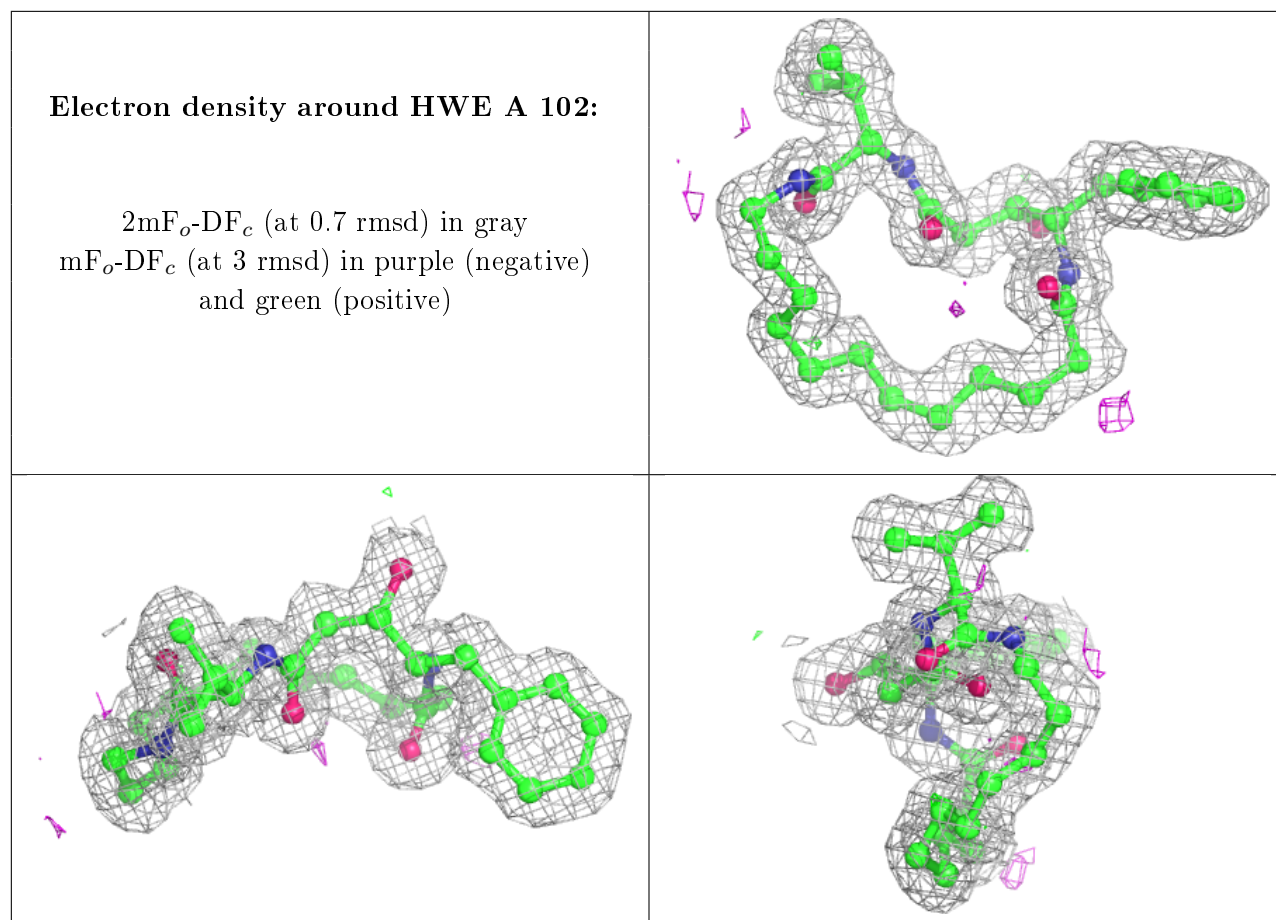 Electron density around HWE A 102:
2mFo-DFc (at 0.7 rmsd) in gray
mFo-DFc (at 3 rmsd) in purple (negative)
and green (positive)